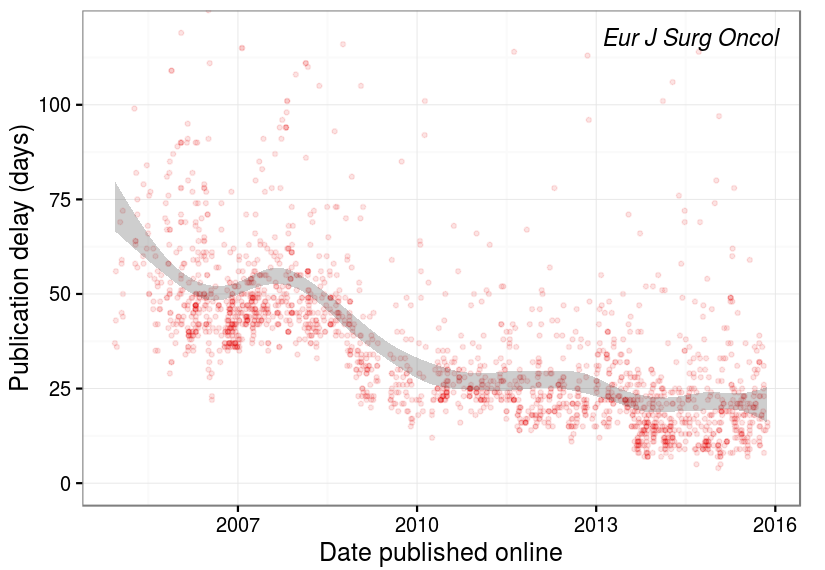 Eur J Surg Oncol
Publication delay (days)
100
75
50
25
0
2007 2010 2013 2016
Date published online